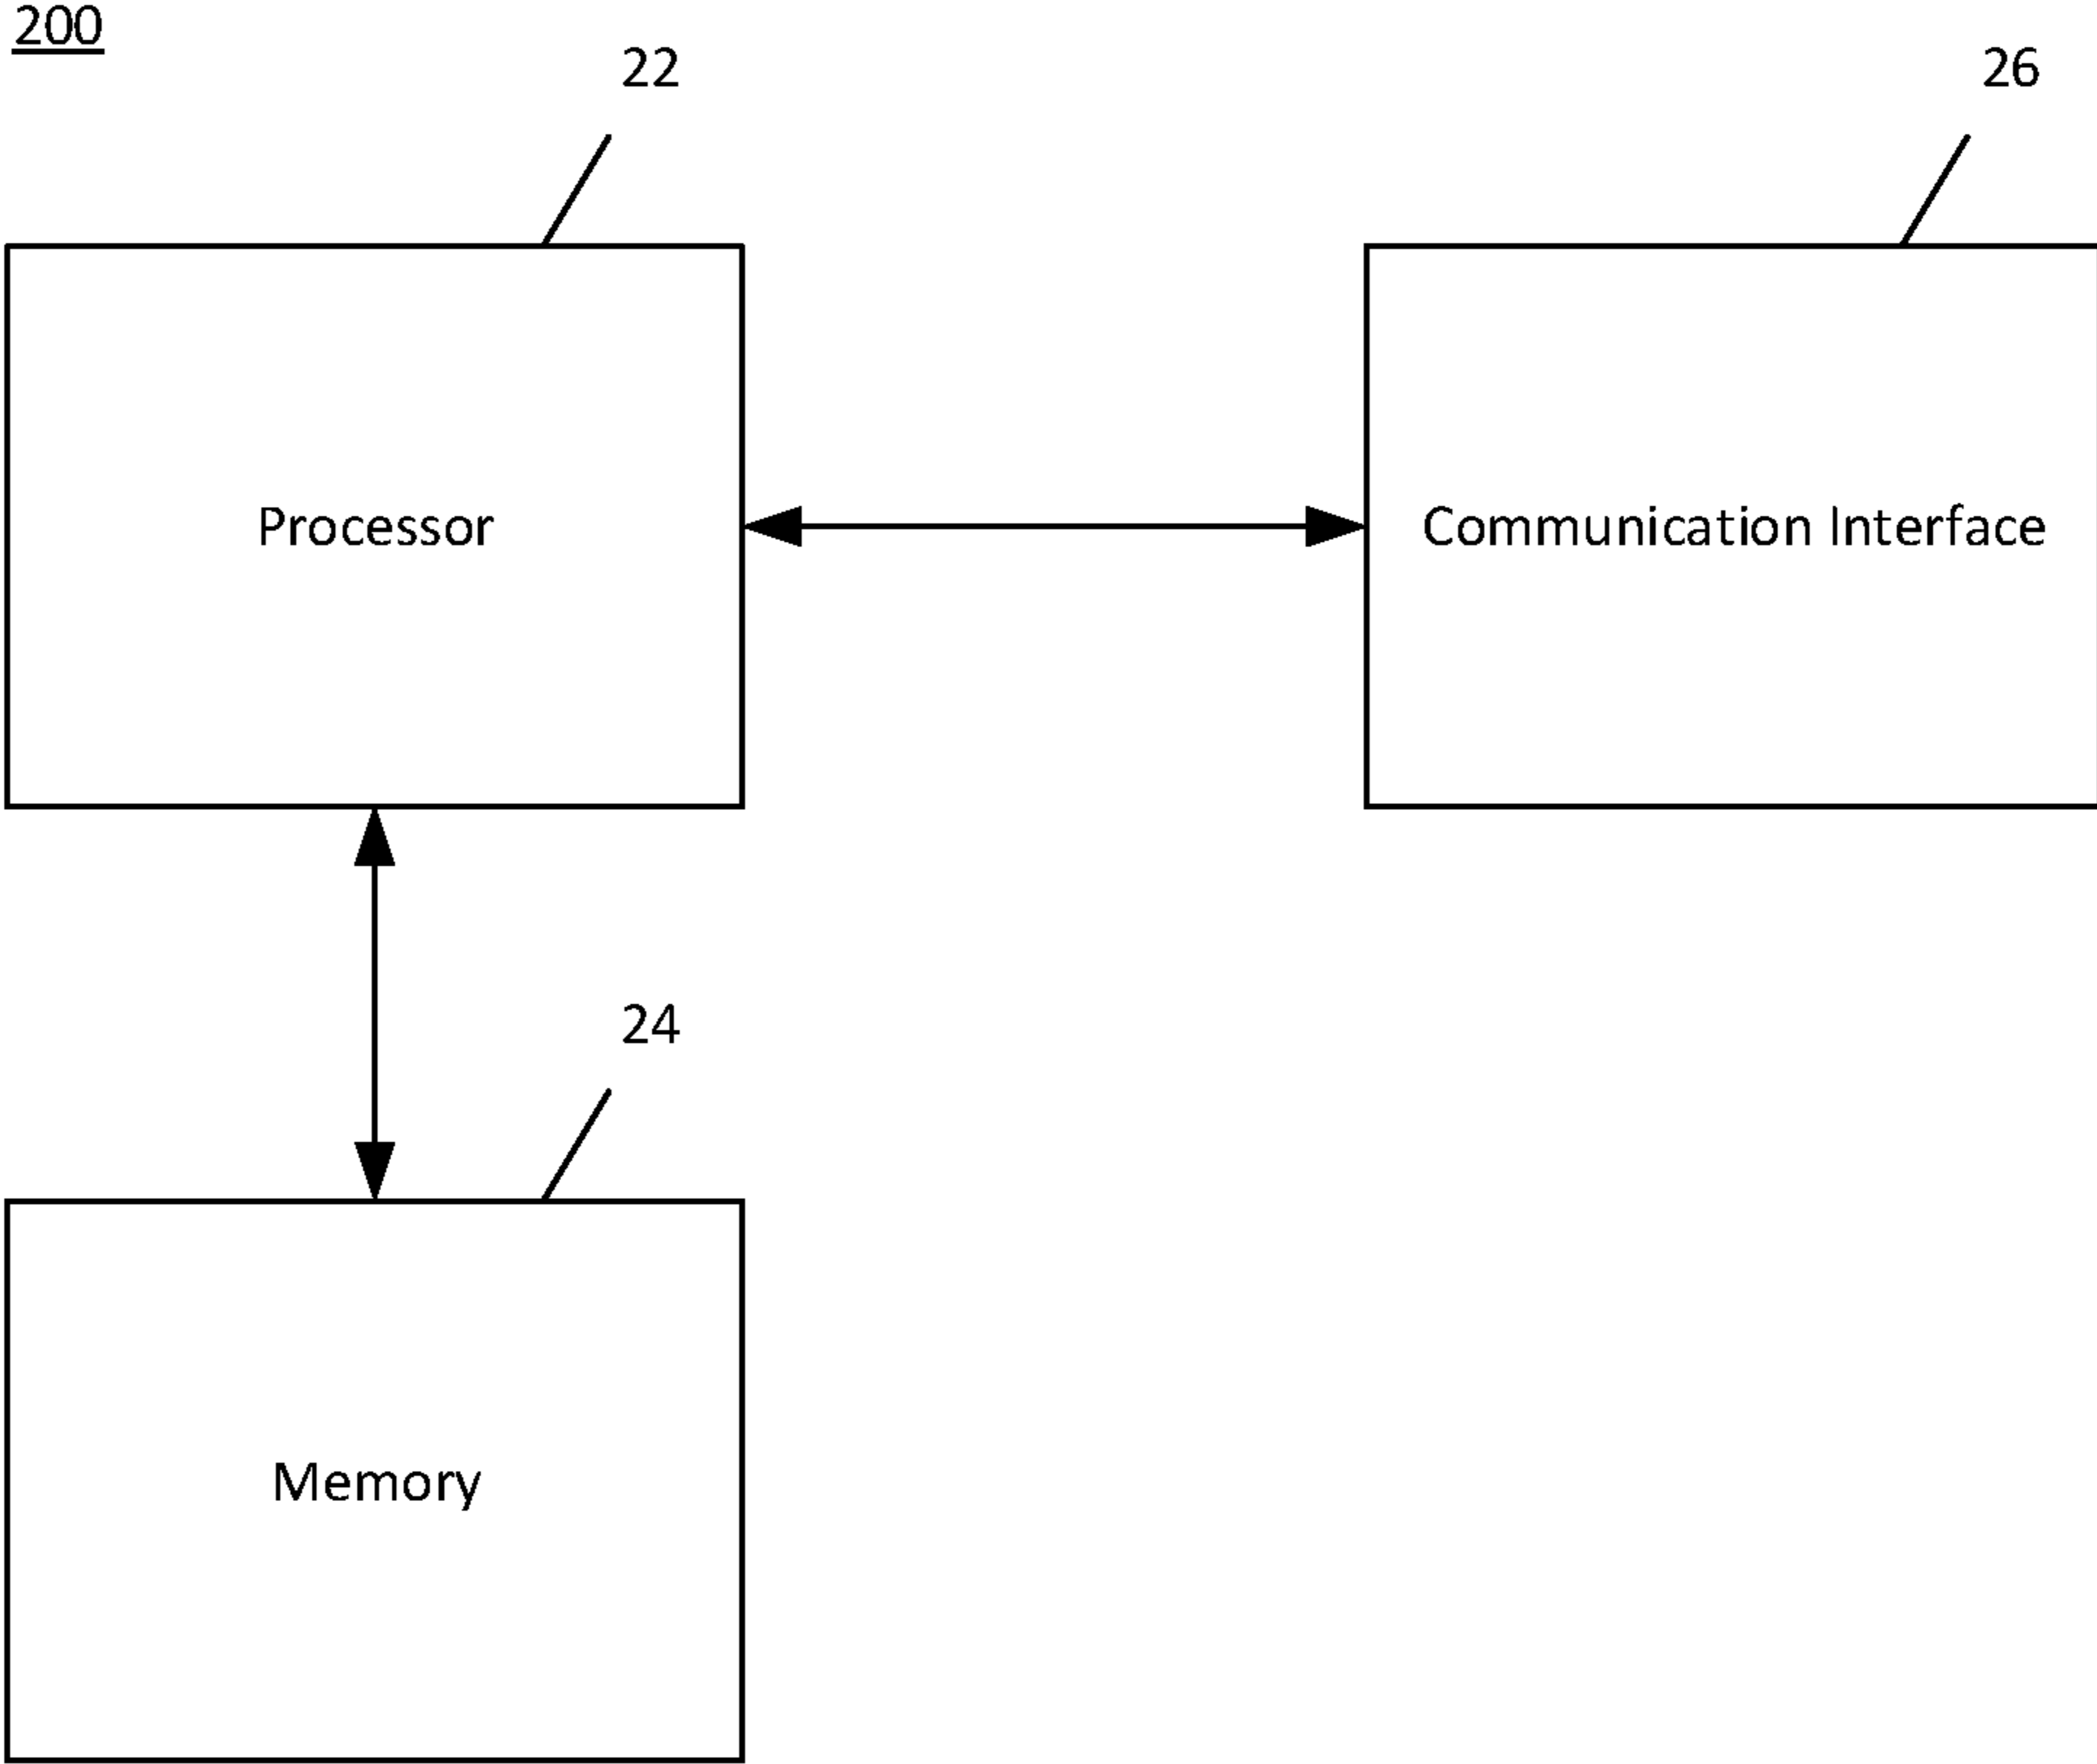 200
22
26
Processor
Communication Interface
24
Memory